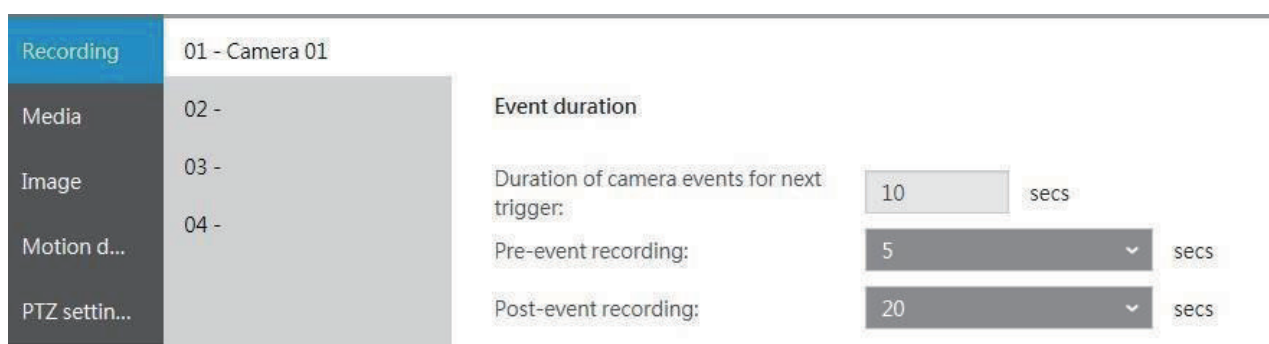 Recording
Media
Image
Motion d...
PTZ settin...
01 - Camera 01
02 -
03 -
04 -
Event duration
Duration of camera events for next
trigger:
10 secs
Pre-event recording: 5 secs
Post-event recording: 20 secs